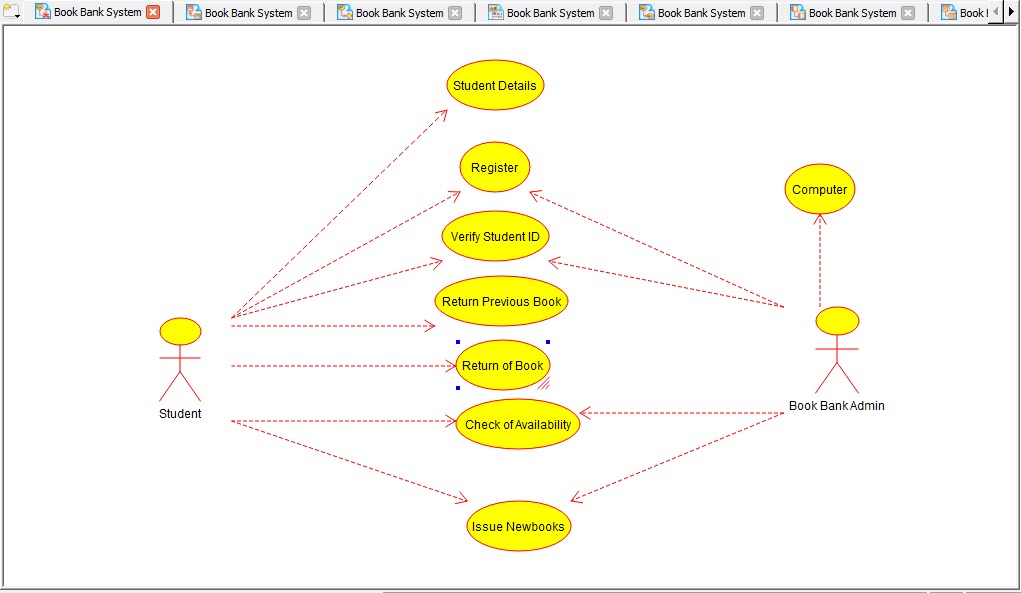 Book Bank System
Book Bank System
Book Bank System
Book Bank System
Book Bank System
Book Bank System
Book
Student Details
Register
Computer
Verify Student ID
Return Previous Book
Return of Book
Student
Book Bank Admin
Check of Availability
Issue Newbooks